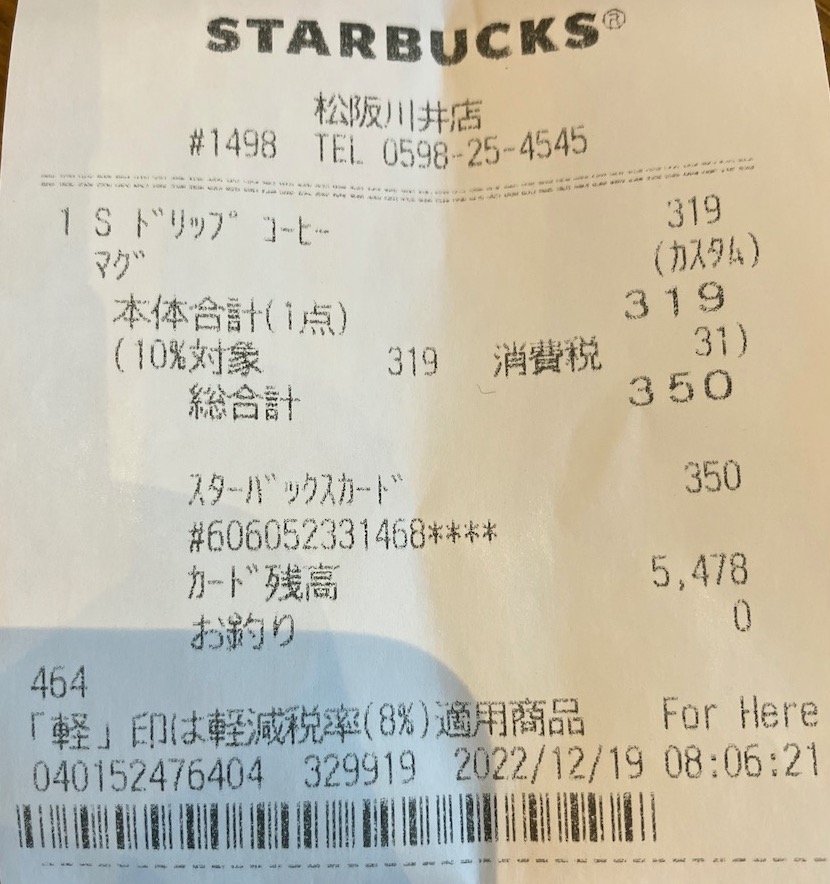 STARBUCKS®
松阪川井店
#1498 TEL 0598-25-4545
1 S ﾄﾞﾘｯﾌﾟ ｺｰﾋｰ 319
ﾏｸﾞ (ｶｽﾀﾑ)
本体合計(1点) 319
(10%対象 319 消費税 31)
総合計 350
ｽﾀｰﾊﾞｯｸｽｶｰﾄﾞ 350
#606052331468****
ｶｰﾄﾞ残高 5,478
お釣り 0
464
「軽」印は軽減税率(8%)適用商品 For Here
040152476404 329919 2022/12/19 08:06:21